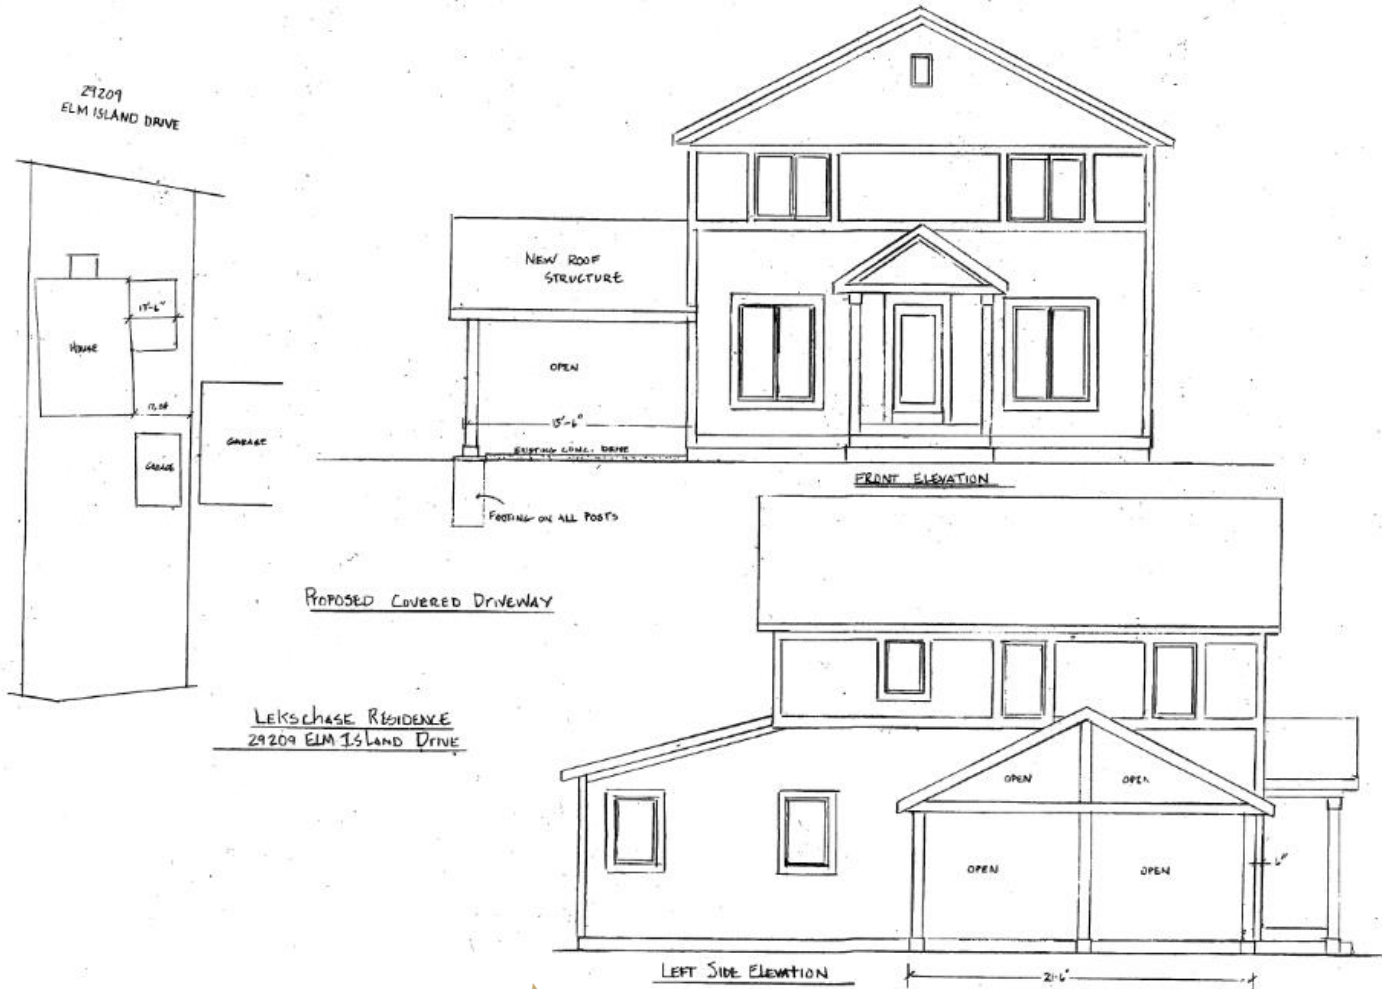 29209
ELM ISLAND DRIVE
HOUSE
17.04
GARAGE
GARAGE
NEW ROOF
STRUCTURE
OPEN
15'-6"
EXISTING CONC. DRIVE
FOOTING ON ALL POSTS
FRONT ELEVATION
PROPOSED COVERED DRIVEWAY
LEKSCHASE RESIDENCE
29209 ELM ISLAND DRIVE
OPEN
OPEN
OPEN
OPEN
6"
LEFT SIDE ELEVATION
21-6"